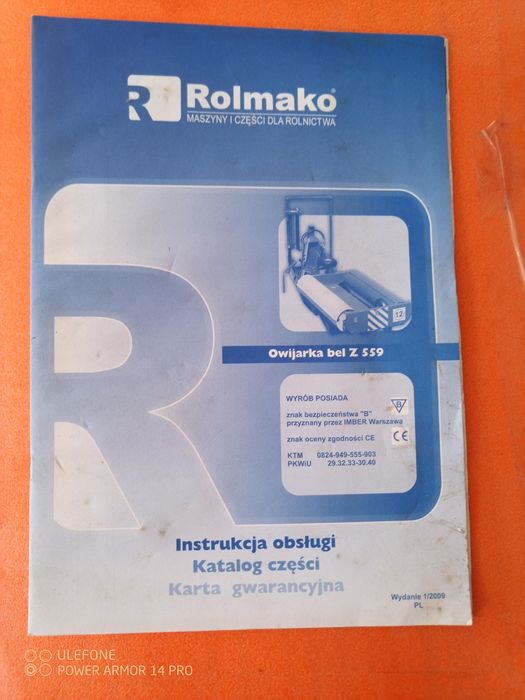 R Rolmako®
MASZYNY I CZĘŚCI DLA ROLNICTWA
12
Owijarka bel Z 559
WYRÓB POSIADA
znak bezpieczeństwa "B"
przyznany przez IMBER Warszawa
B
znak oceny zgodności CE
CE
KTM 0824-949-555-903
PKWiU 29.32.33-30.40
R
Instrukcja obsługi
Katalog części
Karta gwarancyjna
Wydanie 1/2009
PL
ULEFONE
POWER ARMOR 14 PRO